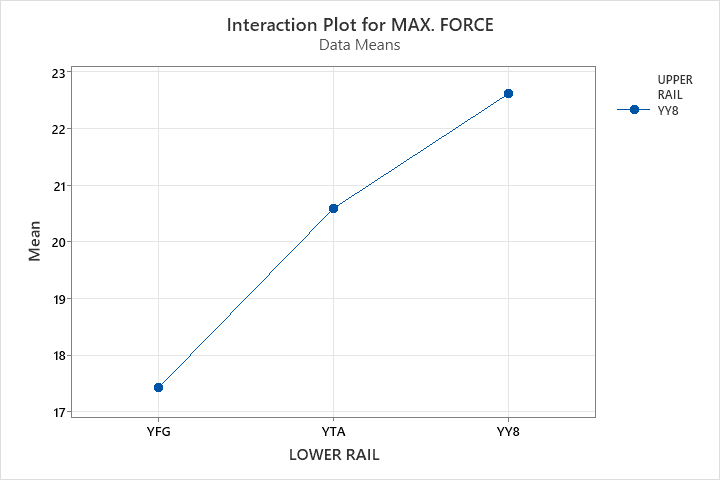 Interaction Plot for MAX. FORCE
Data Means
UPPER
RAIL
YY8
Mean
23
22
21
20
19
18
17
YFG
YTA
YY8
LOWER RAIL